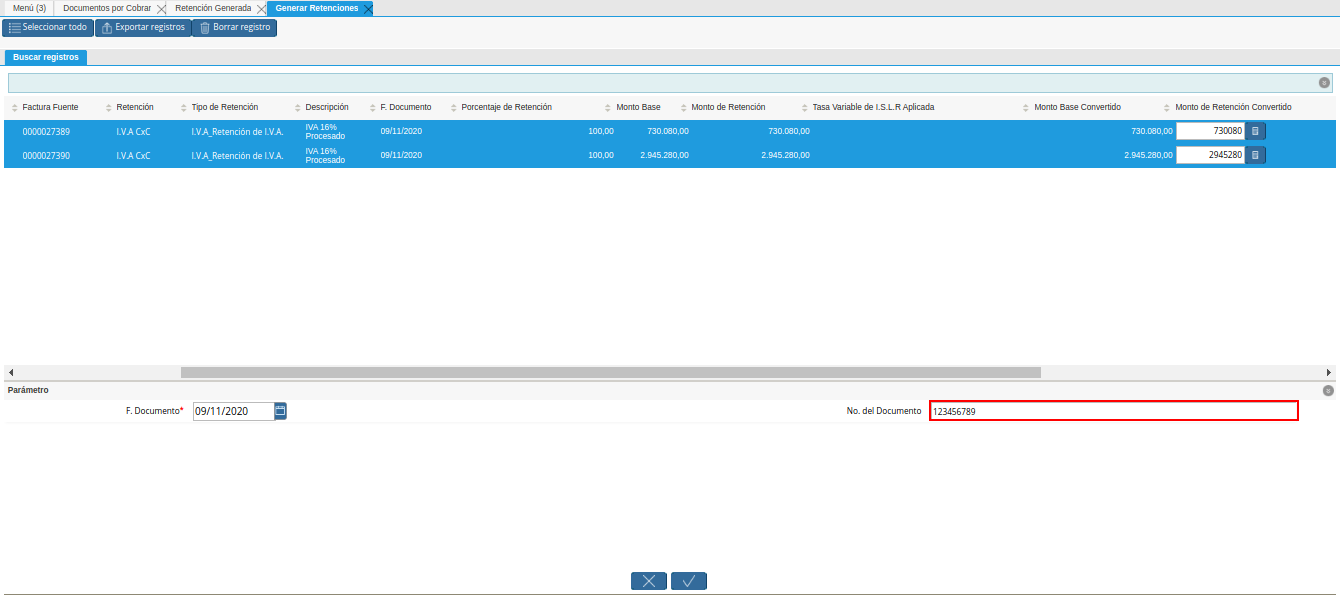 Menú (3) Documentos por Cobrar Retención Generada Generar Retenciones
Seleccionar todo Exportar registros Borrar registro
Buscar registros
Factura Fuente Retención Tipo de Retención Descripción F. Documento Porcentaje de Retención Monto Base Monto de Retención Tasa Variable de I.S.L.R Aplicada Monto Base Convertido Monto de Retención Convertido
0000027389 I.V.A CxC I.V.A_Retención de I.V.A. IVA 16% Procesado 09/11/2020 100,00 730.080,00 730.080,00 730.080,00 730080
0000027390 I.V.A CxC I.V.A_Retención de I.V.A. IVA 16% Procesado 09/11/2020 100,00 2.945.280,00 2.945.280,00 2.945.280,00 2945280
Parámetro
F. Documento* 09/11/2020 No. del Documento 123456789